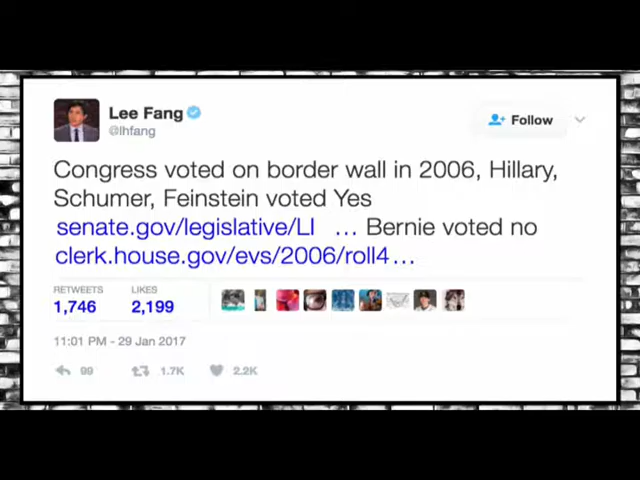 Lee Fang
@lhfang
Follow
Congress voted on border wall in 2006, Hillary,
Schumer, Feinstein voted Yes
senate.gov/legislative/LI ... Bernie voted no
clerk.house.gov/evs/2006/roll4...
RETWEETS LIKES
1,746 2,199
11:01 PM - 29 Jan 2017
99 1.7K 2.2K